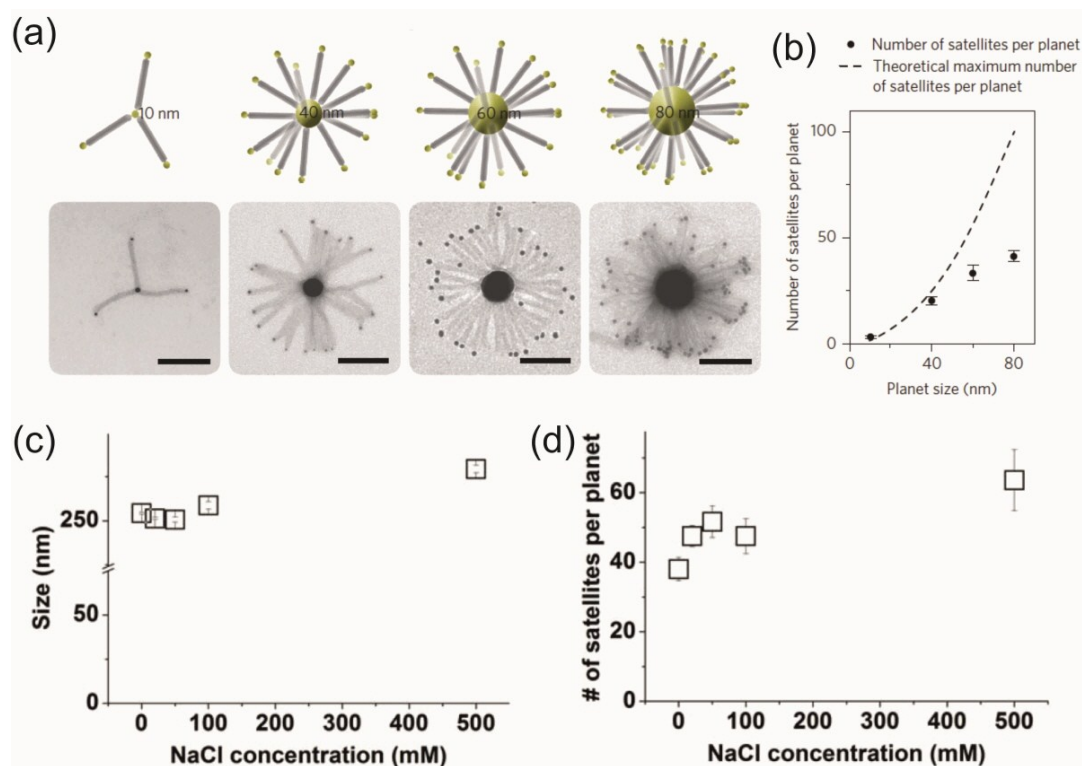 (a)
10 nm
40 nm
60 nm
80 nm
(b)
Number of satellites per planet
Theoretical maximum number
of satellites per planet
Number of satellites per planet
100
50
0
0
40
60
80
Planet size (nm)
(c)
Size (nm)
250
50
0
0
100
200
300
400
500
NaCl concentration (mM)
(d)
# of satellites per planet
60
40
20
0
0
100
200
300
400
500
NaCl concentration (mM)